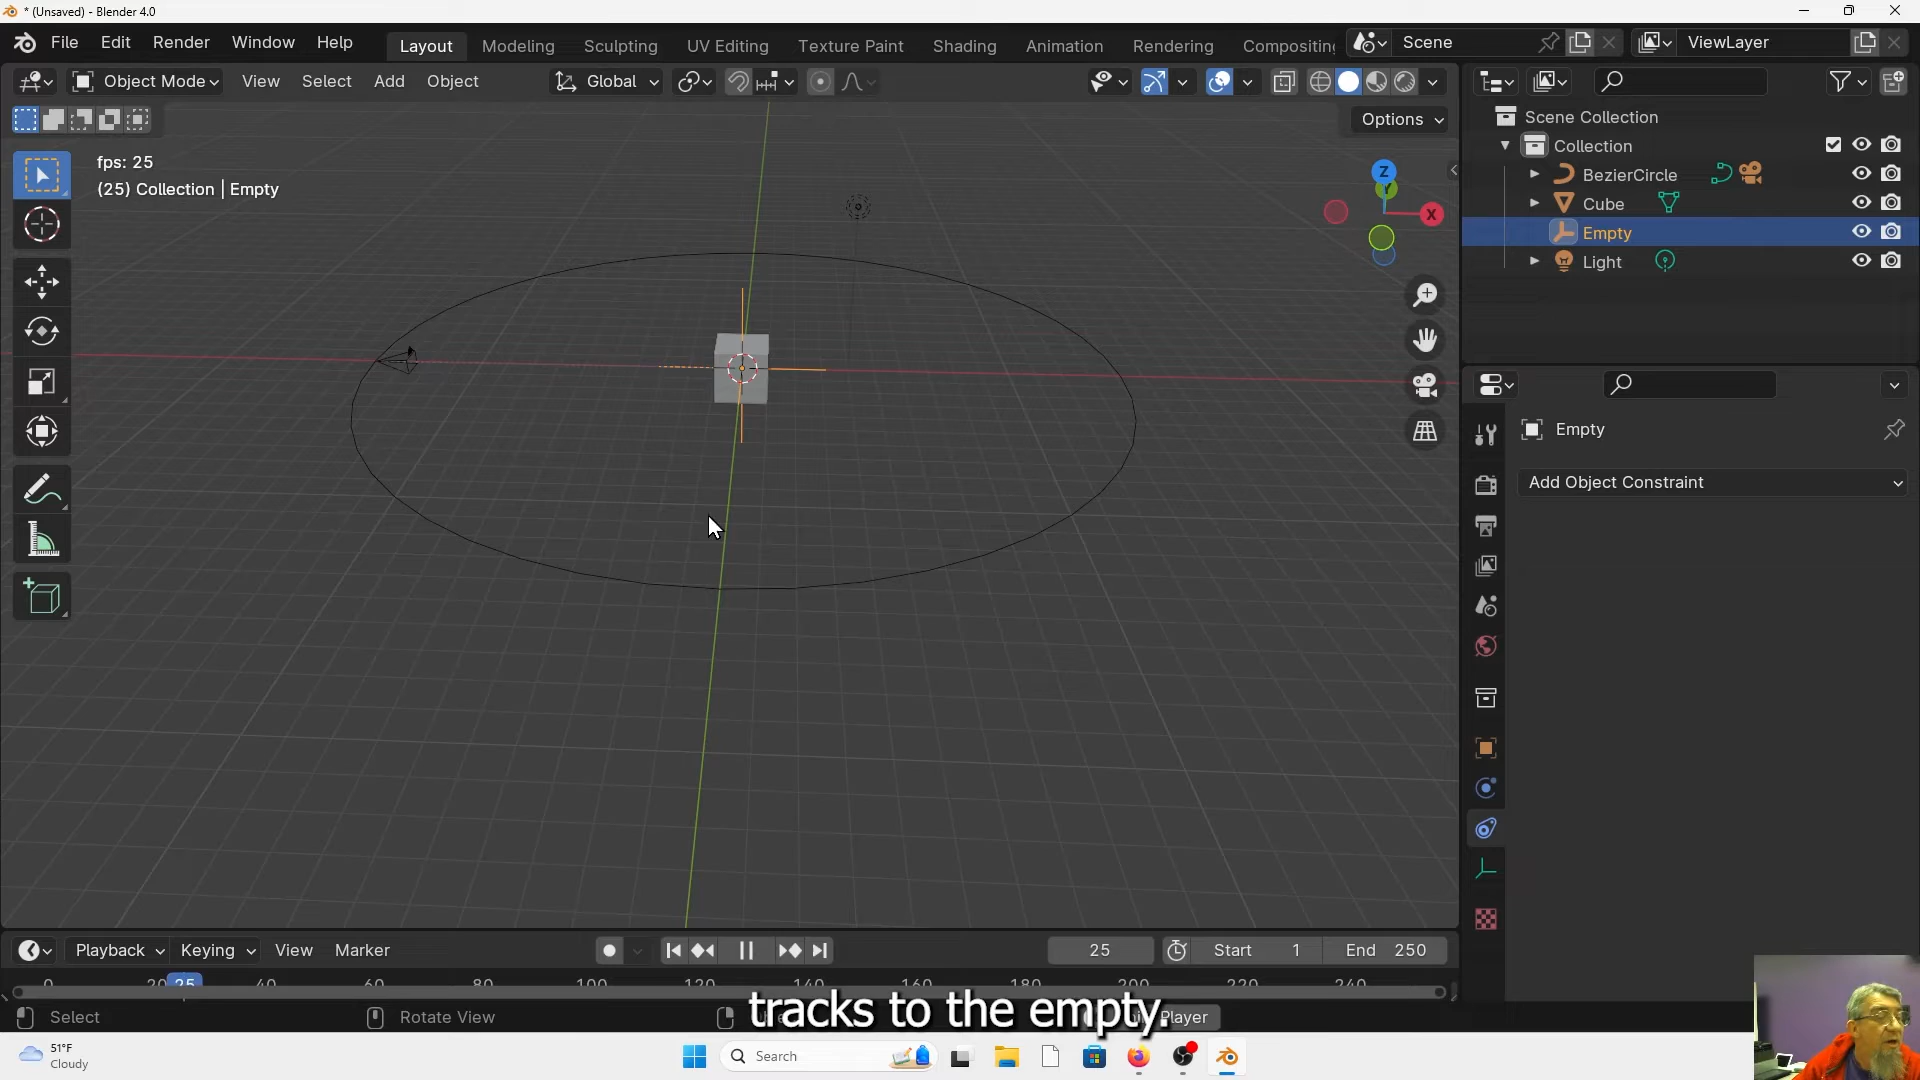 * (Unsaved) - Blender 4.0
File Edit Render Window Help Layout Modeling Sculpting UV Editing Texture Paint Shading Animation Rendering Compositing Scene ViewLayer
Object Mode View Select Add Object Global
Options
fps: 25
(25) Collection | Empty
Z
Y
X
Scene Collection
Collection
BezierCircle
Cube
Empty
Light
Empty
Add Object Constraint
Playback Keying View Marker 25 Start 1 End 250
0 20 25 40 60 80 100 120 140 160 180 200 220 240
Select Rotate View Player
tracks to the empty.
51°F
Cloudy
Search